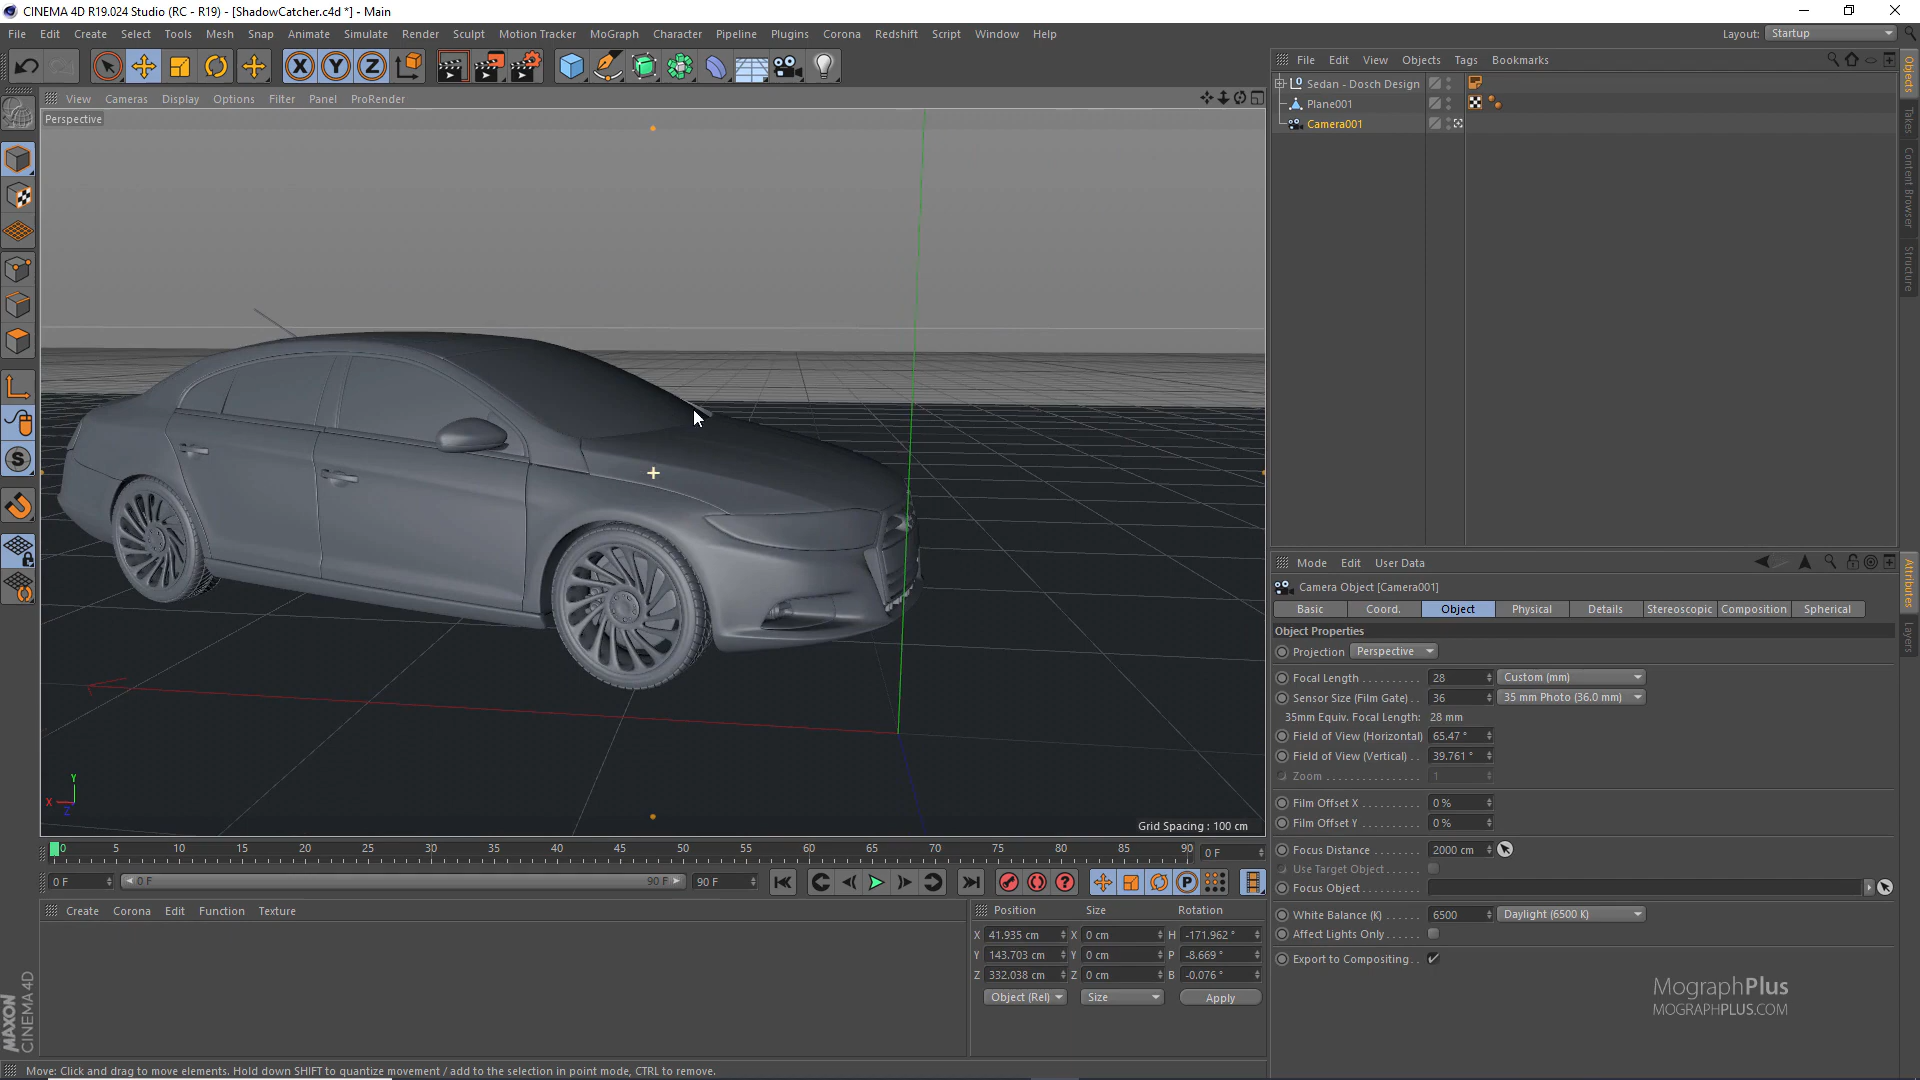 CINEMA 4D R19.024 Studio (RC - R19) - [ShadowCatcher.c4d *] - Main
File Edit Create Select Tools Mesh Snap Animate Simulate Render Sculpt Motion Tracker MoGraph Character Pipeline Plugins Corona Redshift Script Window Help Layout: Startup
X Y Z
View Cameras Display Options Filter Panel ProRender
Perspective
File Edit View Objects Tags Bookmarks
Sedan - Dosch Design
Plane001
Camera001
Objects
Takes
Content Browser
Structure
S
Y
X
Z
Grid Spacing : 100 cm
Mode Edit User Data
Camera Object [Camera001]
Basic Coord. Object Physical Details Stereoscopic Composition Spherical
Object Properties
Projection Perspective
Focal Length . . . . . . . . . . 28 Custom (mm)
Sensor Size (Film Gate) . . 36 35 mm Photo (36.0 mm)
35mm Equiv. Focal Length: 28 mm
Field of View (Horizontal) 65.47 °
Field of View (Vertical) . . 39.761 °
Zoom . . . . . . . . . . . . . . . . 1
Film Offset X . . . . . . . . . . 0 %
Film Offset Y . . . . . . . . . . 0 %
Focus Distance . . . . . . . . 2000 cm
Use Target Object . . . . . .
Focus Object . . . . . . . . . .
White Balance (K) . . . . . . 6500 Daylight (6500 K)
Affect Lights Only . . . . . .
Export to Compositing . .
Attributes
Layers
0 5 10 15 20 25 30 35 40 45 50 55 60 65 70 75 80 85 90 0 F
0 F 0 F 90 F 90 F
P
Create Corona Edit Function Texture
Position Size Rotation
X 41.935 cm X 0 cm H -171.962 °
Y 143.703 cm Y 0 cm P -8.669 °
Z 332.038 cm Z 0 cm B -0.076 °
Object (Rel) Size Apply
MographPlus
MOGRAPHPLUS.COM
MAXON
CINEMA 4D
Move: Click and drag to move elements. Hold down SHIFT to quantize movement / add to the selection in point mode, CTRL to remove.